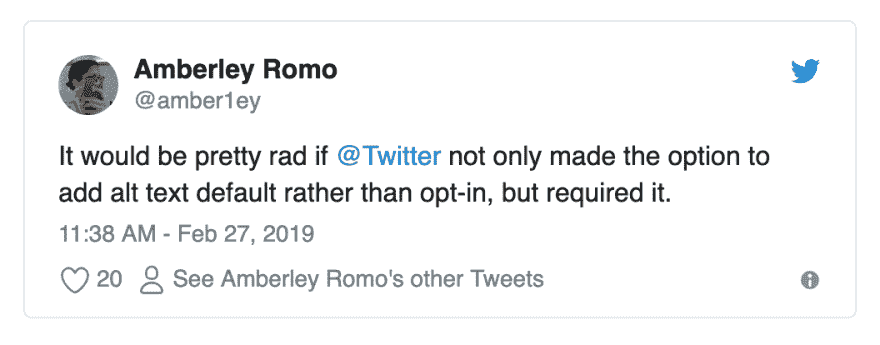 Amberley Romo
@amber1ey
It would be pretty rad if @Twitter not only made the option to
add alt text default rather than opt-in, but required it.
11:38 AM - Feb 27, 2019
20 See Amberley Romo's other Tweets